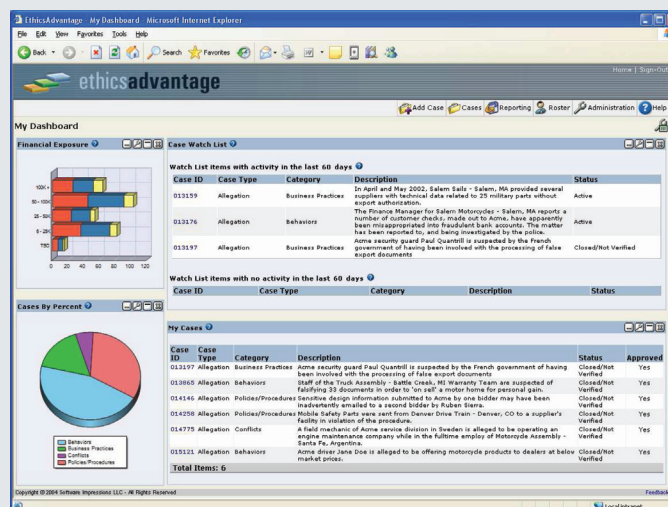 EthicsAdvantage - My Dashboard - Microsoft Internet Explorer
File Edit View Favorites Tools Help
Back Search Favorites
ethicsadvantage
Home | Sign-Out
Add Case Cases Reporting Roster Administration Help
My Dashboard
Financial Exposure
100K +
50 - 100K
25 - 50K
5 - 25K
TBD
0 20 40 60 80 100 120
Cases By Percent
Behaviors
Business Practices
Conflicts
Policies/Procedures
Case Watch List
Watch List items with activity in the last 60 days
Case ID Case Type Category Description Status
013159 Allegation Business Practices In April and May 2002, Salem Sails - Salem, MA provided several
suppliers with technical data related to 25 military parts without
export authorization. Active
013176 Allegation Behaviors The Finance Manager for Salem Motorcycles - Salem, MA reports a
number of customer checks, made out to Acme, have apparently
been misappropriated into fraudulent bank accounts. The matter
has been reported to, and being investigated by the police. Active
013197 Allegation Business Practices Acme security guard Paul Quantrill is suspected by the French
government of having been involved with the processing of false
export documents Closed/Not Verified
Watch List items with no activity in the last 60 days
Case ID Case Type Category Description Status
My Cases
Case ID Case Type Category Description Status Approved
013197 Allegation Business Practices Acme security guard Paul Quantrill is suspected by the French government of having
been involved with the processing of false export documents Closed/Not Verified Yes
013865 Allegation Behaviors Staff of the Truck Assembly - Battle Creek, MI Warranty Team are suspected of
falsifying 33 documents in order to 'on sell' a motor home for personal gain. Closed/Not Verified Yes
014146 Allegation Policies/Procedures Sensitive design information submitted to Acme by one bidder may have been
inadvertantly emailed to a second bidder by Ruben Sierra. Closed/Not Verified Yes
014258 Allegation Policies/Procedures Mobile Safety Parts were sent from Denver Drive Train - Denver, CO to a supplier's
facility in violation of the procedure. Closed/Not Verified Yes
014775 Allegation Conflicts A field mechanic of Acme service division in Sweden is alleged to be operating an
engine maintenance company while in the fulltime employ of Motorcycle Assembly -
Santa Fe, Argentina. Closed/Not Verified Yes
015121 Allegation Behaviors Acme driver Jane Doe is alleged to be offering motorcycle products to dealers at below
market prices. Closed/Not Verified Yes
Total Items: 6
Copyright © 2004 Software Impressions LLC - All Rights Reserved
Feedback
Local intranet